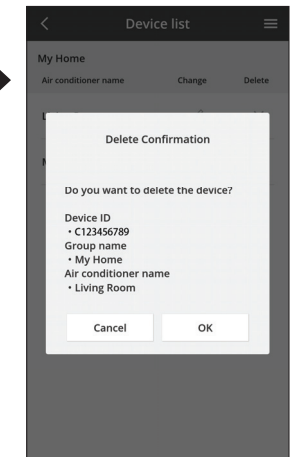 Device list
My Home
Air conditioner name Change Delete
L
M
Delete Confirmation
Do you want to delete the device?
Device ID
• C123456789
Group name
• My Home
Air conditioner name
• Living Room
Cancel OK